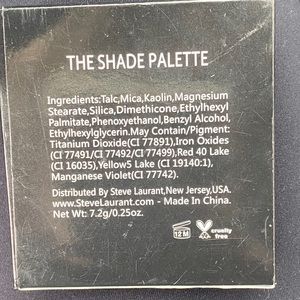 THE SHADE PALETTE
Ingredients:Talc,Mica,Kaolin,Magnesium
Stearate,Silica,Dimethicone,Ethylhexyl
Palmitate,Phenoxyethanol,Benzyl Alcohol,
Ethylhexylglycerin.May Contain/Pigment:
Titanium Dioxide(CI 77891),Iron Oxides
(CI 77491/CI 77492/CI 77499),Red 40 Lake
(CI 16035),Yellow5 Lake (CI 19140:1),
Manganese Violet(CI 77742).
Distributed By Steve Laurant,New Jersey,USA.
www.SteveLaurant.com - Made In China.
Net Wt: 7.2g/0.25oz.
12M
cruelty
free